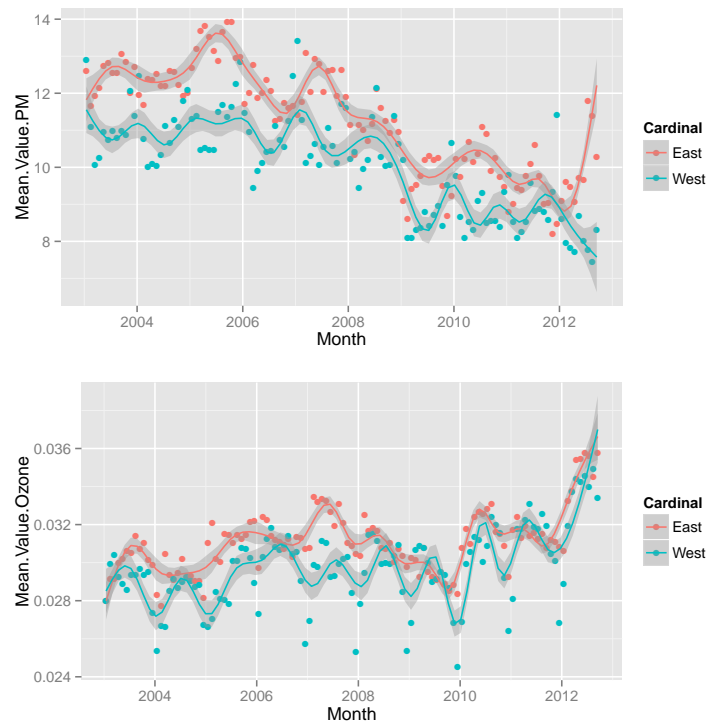 Mean.Value.PM
14
12
10
8
2004 2006 2008 2010 2012
Month
Cardinal
East
West
Mean.Value.Ozone
0.036
0.032
0.028
0.024
2004 2006 2008 2010 2012
Month
Cardinal
East
West